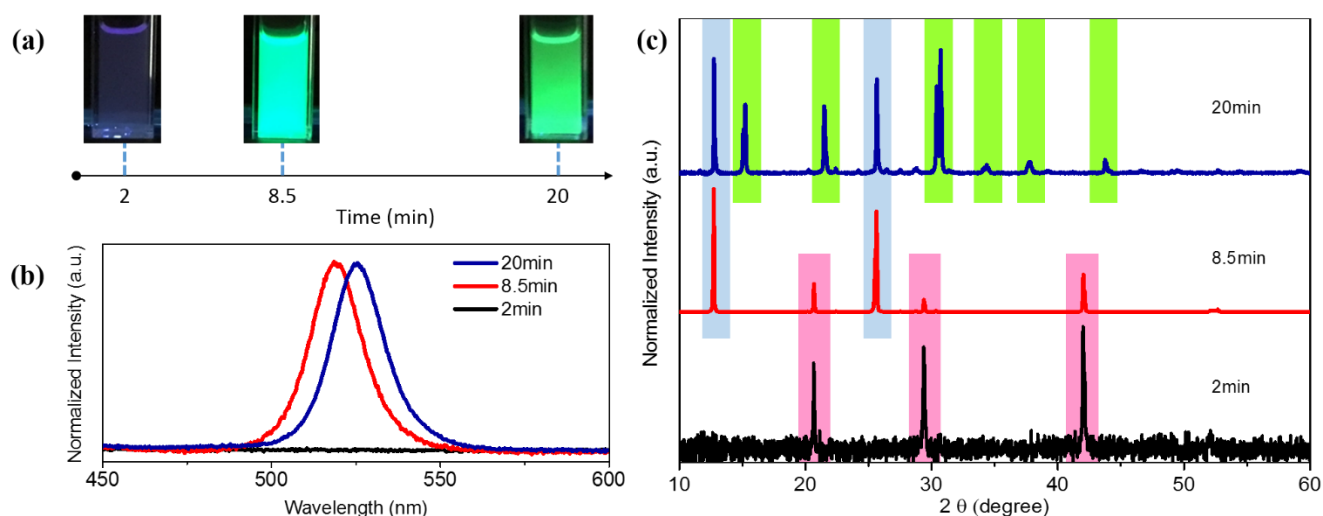 (a)
2
8.5
20
Time (min)
(b)
Normalized Intensity (a.u.)
20min
8.5min
2min
450
500
550
600
Wavelength (nm)
(c)
Normalized Intensity (a.u.)
20min
8.5min
2min
10
20
30
40
50
60
2 θ (degree)